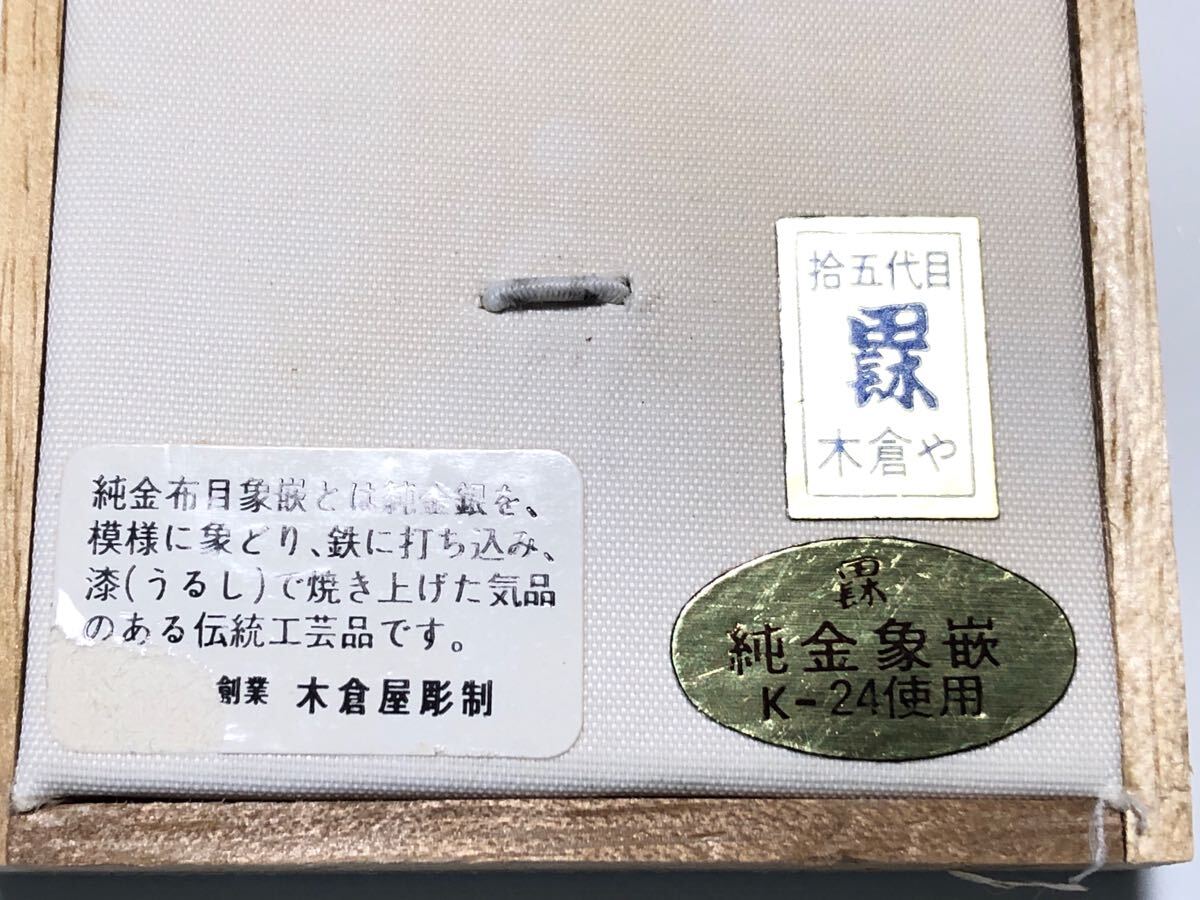 拾五代目
木倉や
純金布目象嵌とは純金銀を、
模様に象どり、鉄に打ち込み、
漆(うるし)で焼き上げた気品
のある伝統工芸品です。
創業 木倉屋彫制
純金象嵌
K-24使用